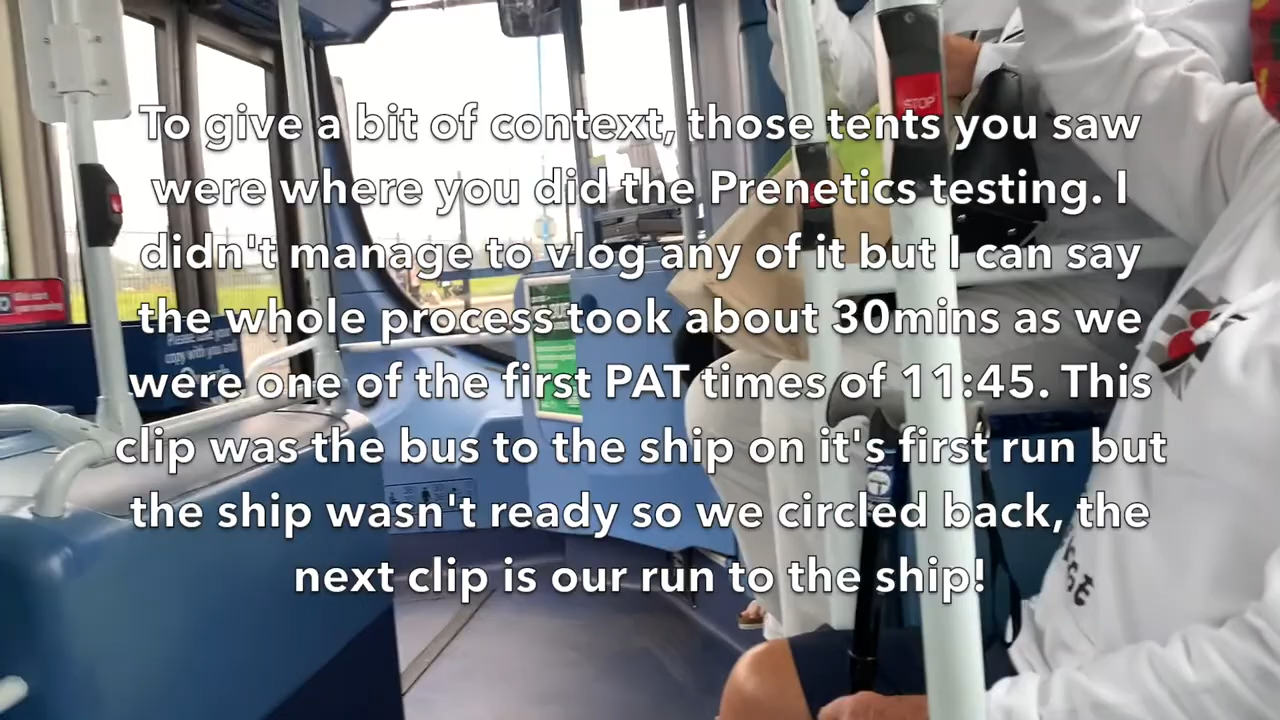 STOP
To give a bit of context, those tents you saw
were where you did the Prenetics testing. I
didn't manage to vlog any of it but I can say
the whole process took about 30mins as we
were one of the first PAT times of 11:45. This
clip was the bus to the ship on it's first run but
the ship wasn't ready so we circled back, the
next clip is our run to the ship!